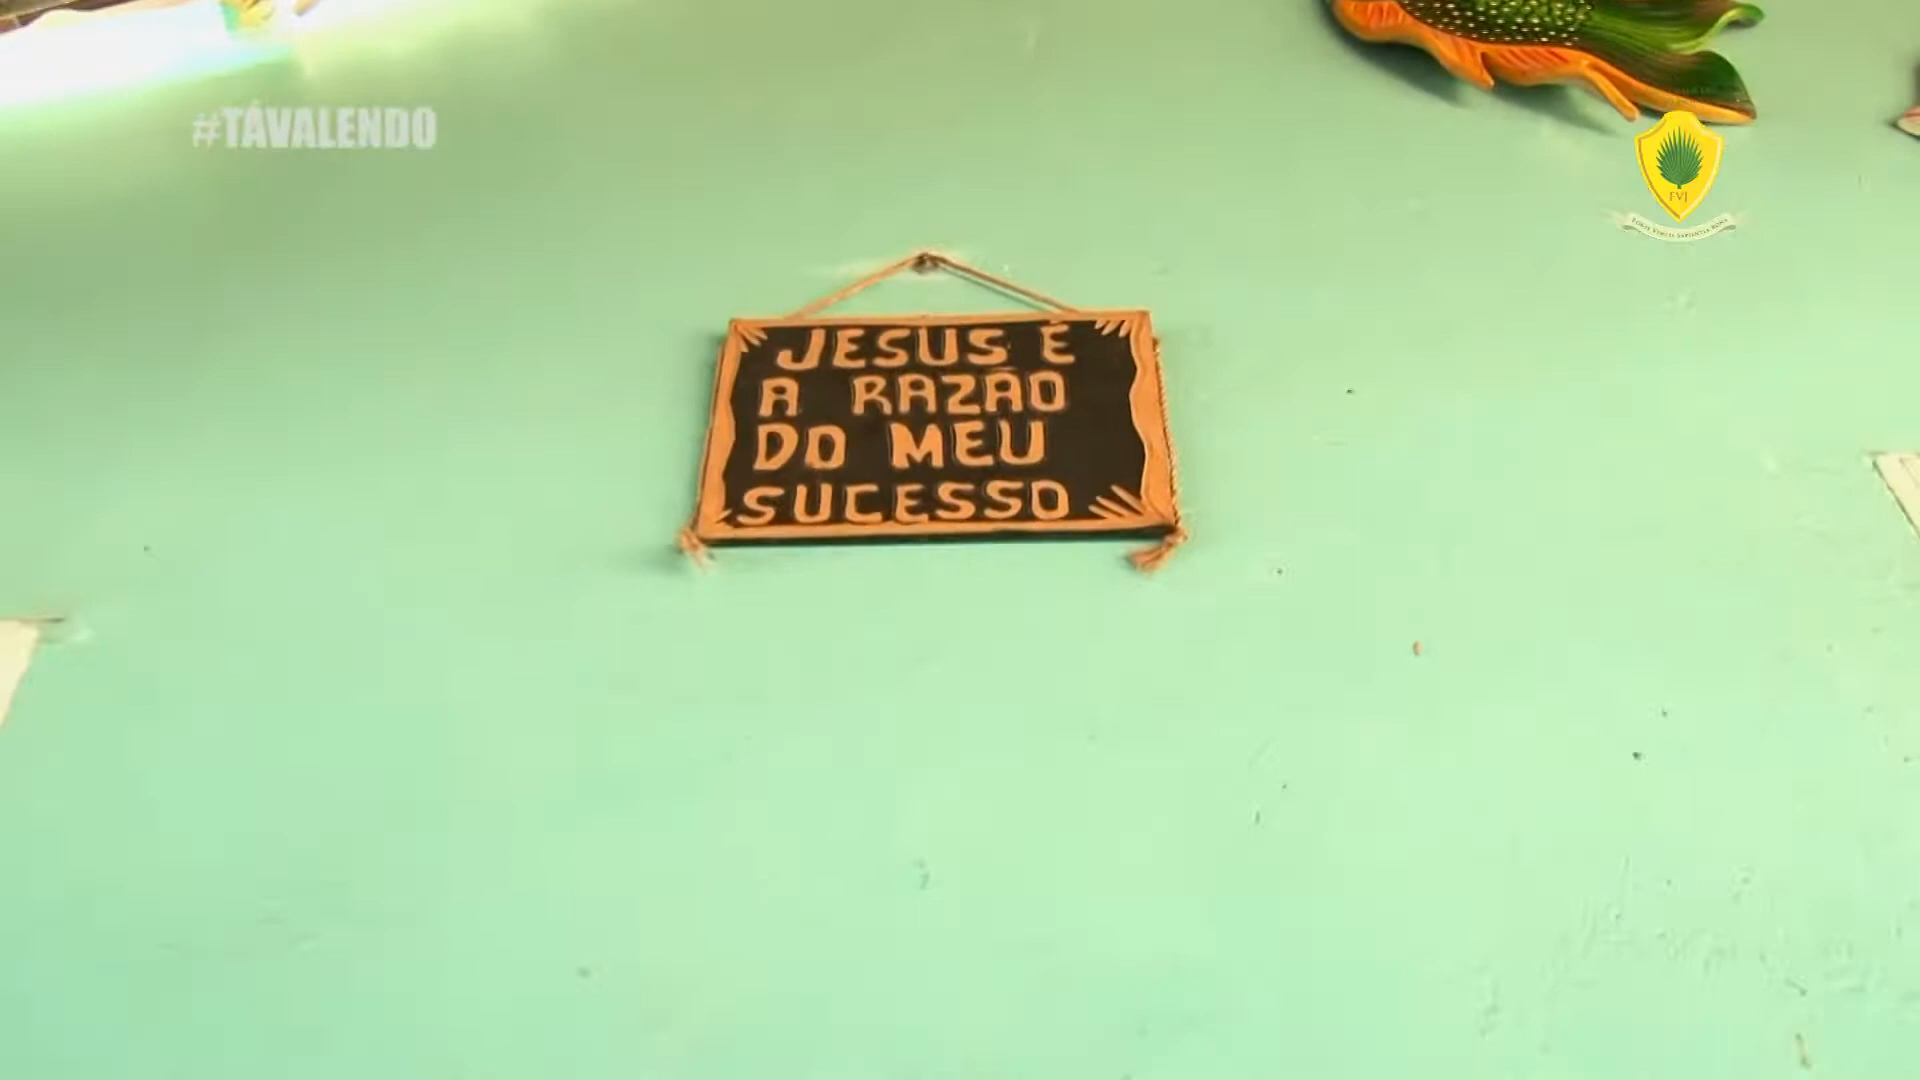 #TÁVALENDO
FVJ
JESUS É
A RAZÃO
DO MEU
SUCESSO